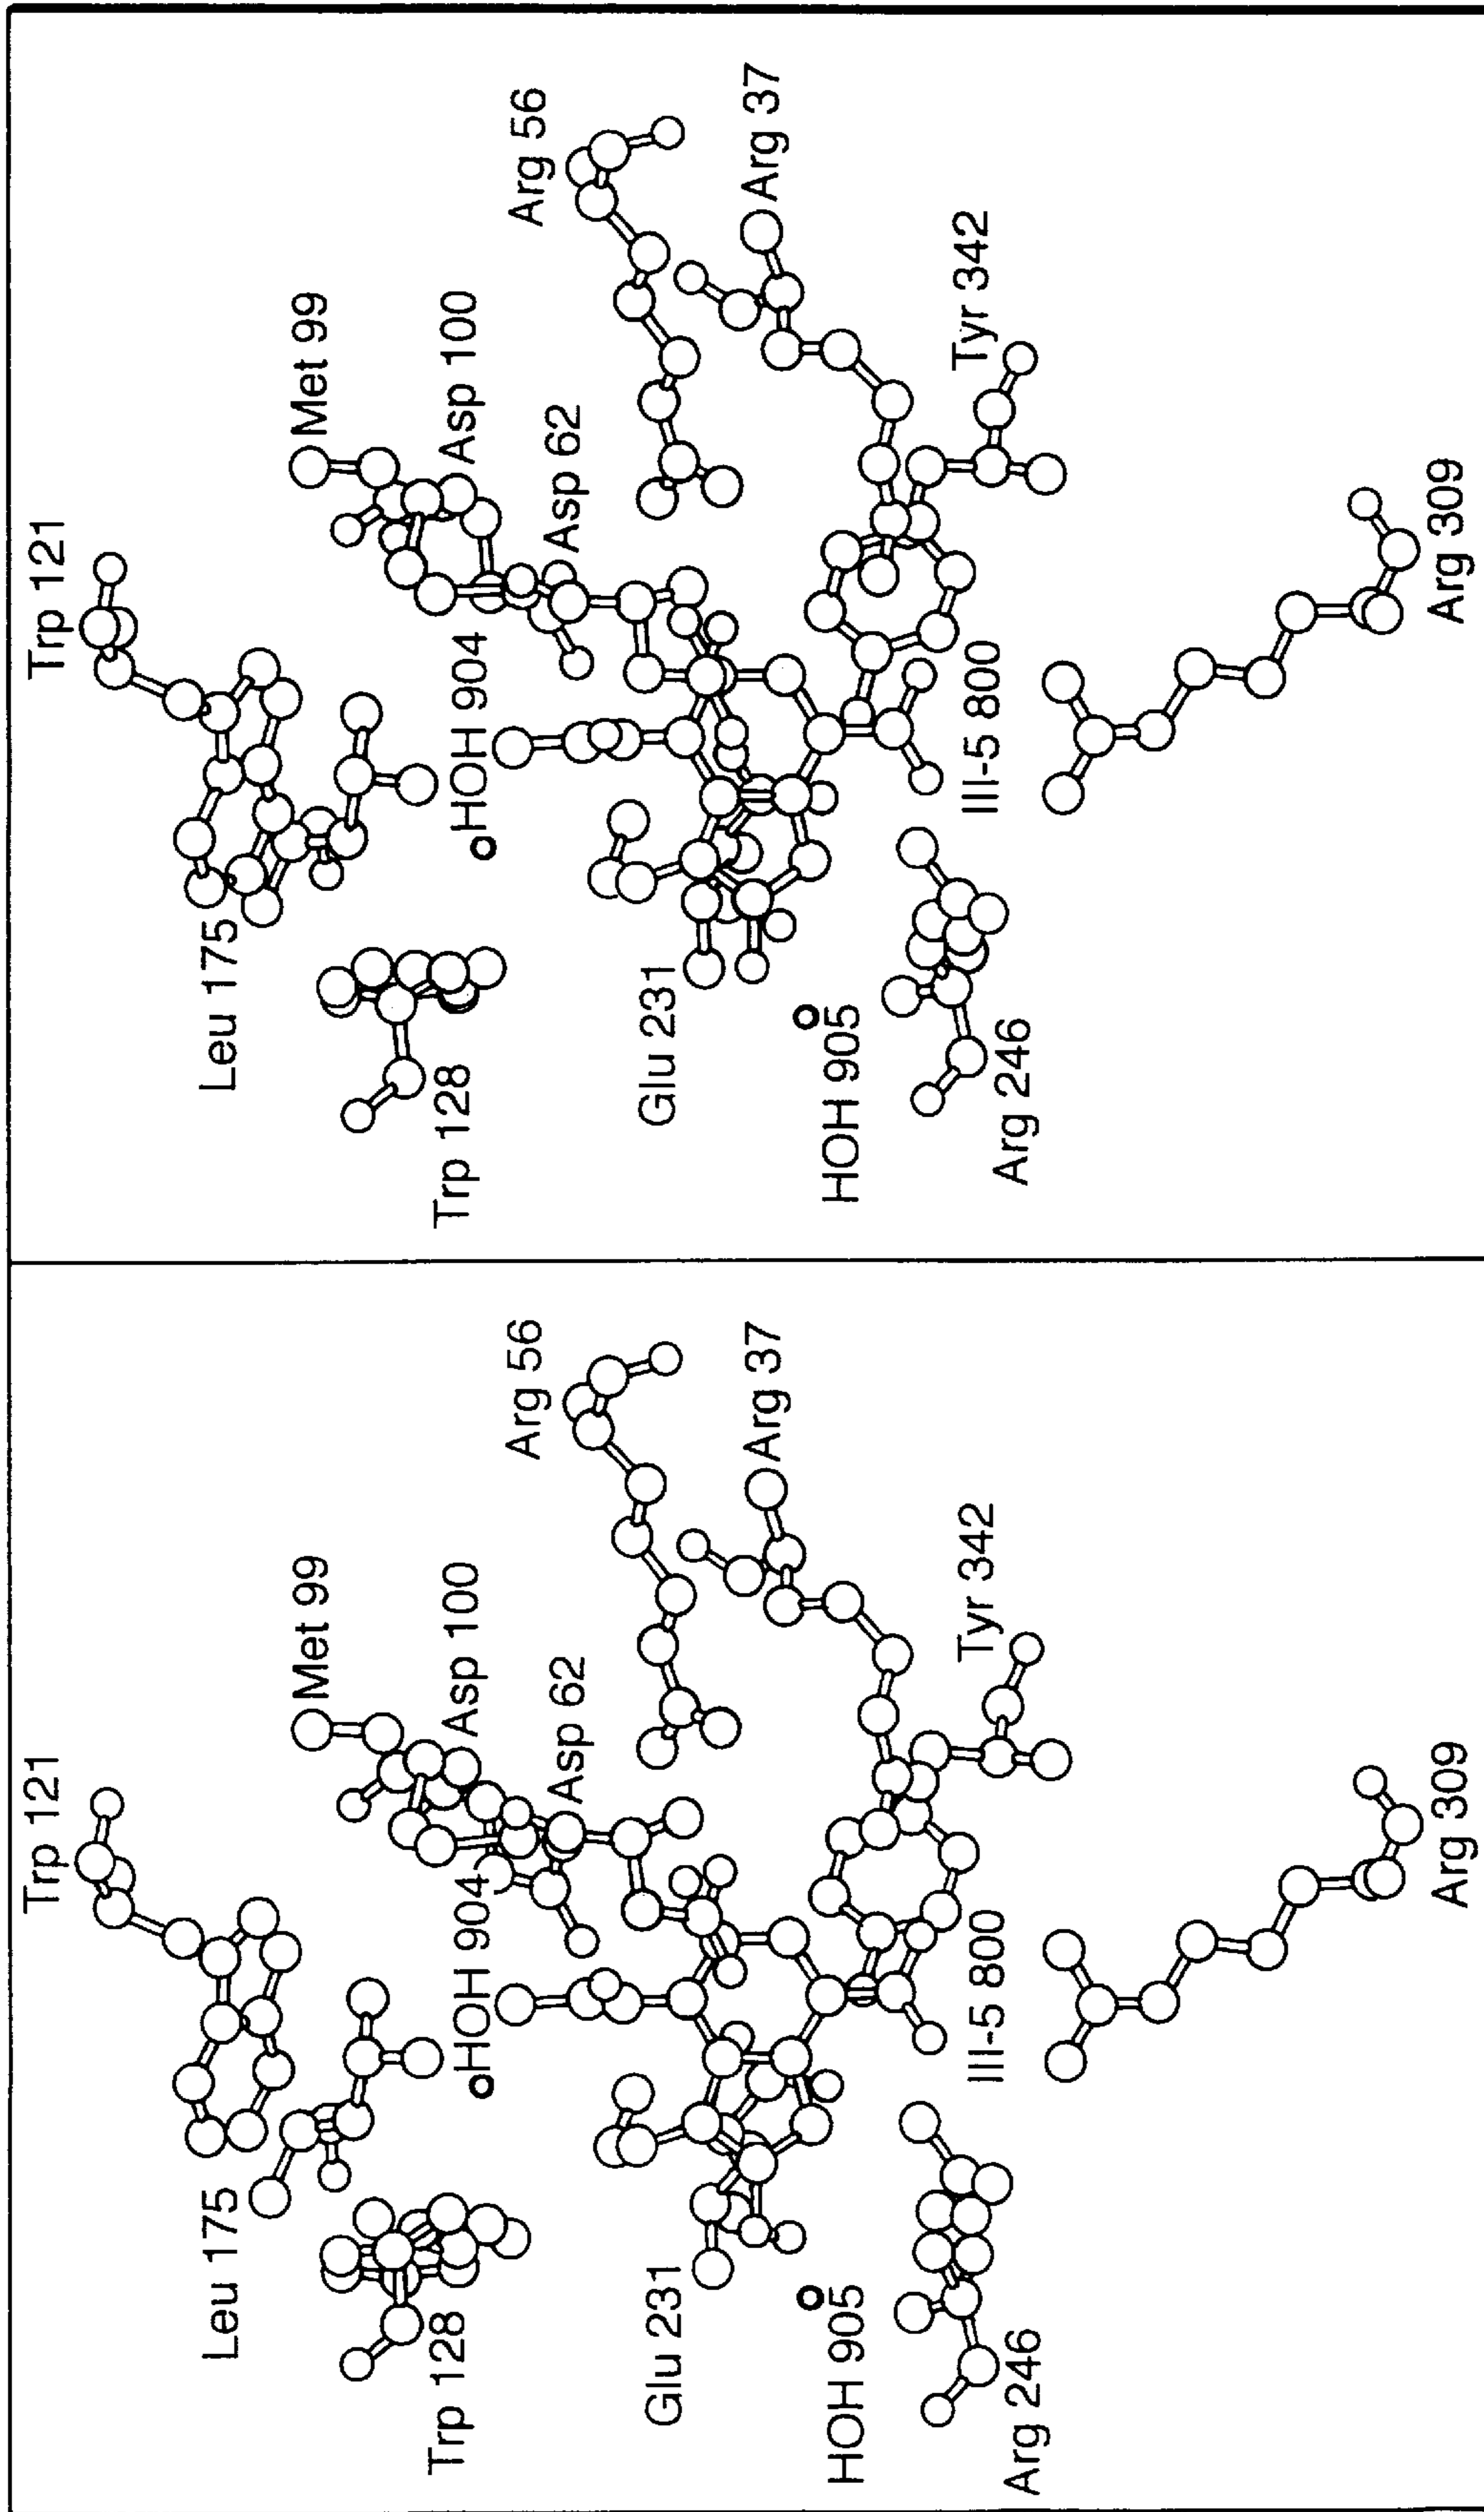 Trp 121
Met 99
Arg 56
Asp 100
Leu 175
Asp 62
HOH 904
Arg 37
Trp 128
Glu 231
Tyr 342
HOH 905
III-5 800
Arg 246
Arg 309
Trp 121
Met 99
Arg 56
Asp 100
Leu 175
Asp 62
HOH 904
Arg 37
Trp 128
Glu 231
Tyr 342
HOH 905
III-5 800
Arg 246
Arg 309